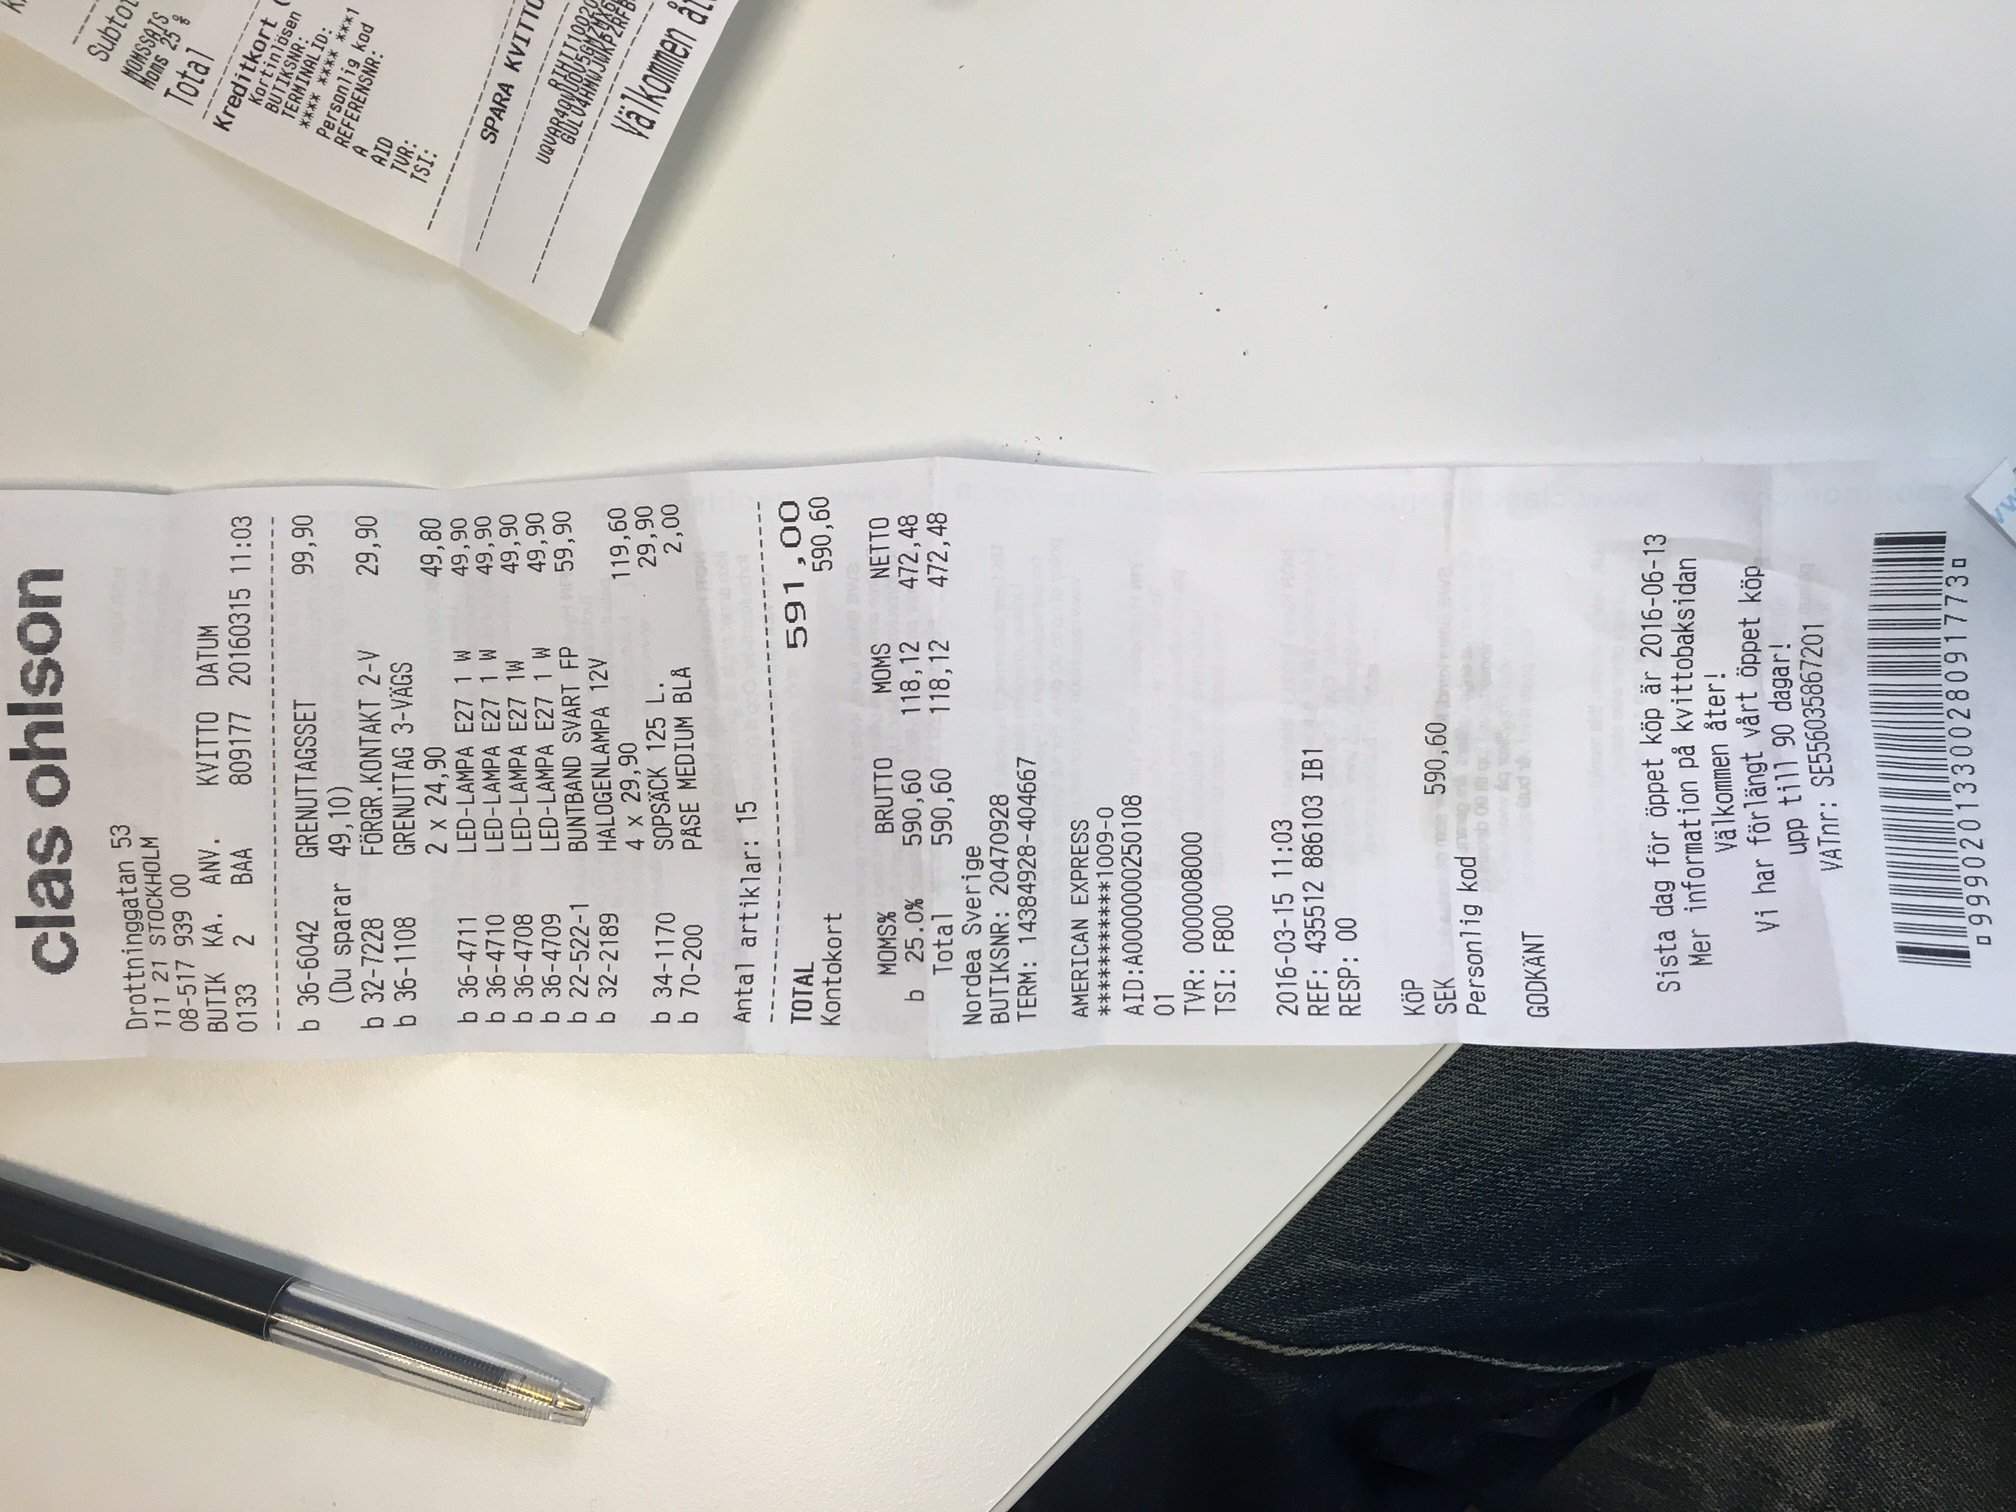 clas ohlson
Drottninggatan 53
111 21 STOCKHOLM
08-517 939 00
BUTIK KA. ANV. KVITTO DATUM
0133 2 BAA 809177 20160315 11:03
b 36-6042 GRENUTTAGSSET 99,90
(Du sparar 49,10)
b 32-7228 FÖRGR.KONTAKT 2-V 29,90
b 36-1108 GRENUTTAG 3-VÄGS
2 x 24,90 49,80
b 36-4711 LED-LAMPA E27 1 W 49,90
b 36-4710 LED-LAMPA E27 1 W 49,90
b 36-4708 LED-LAMPA E27 1W 49,90
b 36-4709 LED-LAMPA E27 1 W 49,90
b 22-522-1 BUNTBAND SVART FP 59,90
b 32-2189 HALOGENLAMPA 12V
4 x 29,90 119,60
b 34-1170 SOPSÄCK 125 L. 29,90
b 70-200 PÅSE MEDIUM BLÅ 2,00
Antal artiklar: 15
TOTAL 591,00
Kontokort 590,60
MOMS% BRUTTO MOMS NETTO
b 25.0% 590,60 118,12 472,48
Total 590,60 118,12 472,48
Nordea Sverige
BUTIKSNR: 20470928
TERM: 14384928-404667
AMERICAN EXPRESS
***********1009-0
AID:A0000000250108
01
TVR: 0000008000
TSI: F800
2016-03-15 11:03
REF: 435512 886103 IB1
RESP: 00
KÖP
SEK 590,60
Personlig kod
GODKÄNT
Sista dag för öppet köp är 2016-06-13
Mer information på kvittobaksidan
Välkommen åter!
Vi har förlängt vårt öppet köp
upp till 90 dagar!
VATnr: SE556035867201
99902013300280917730
MOMSSATS
Moms 25 %
Total
Kreditkort
Kortinlösen
BUTIKSNR:
TERMINALID:
**** **** ***1
Personlig kod
REFERENSNR:
A
AID
TVR:
TSI:
SPARA KVITTO
Välkommen